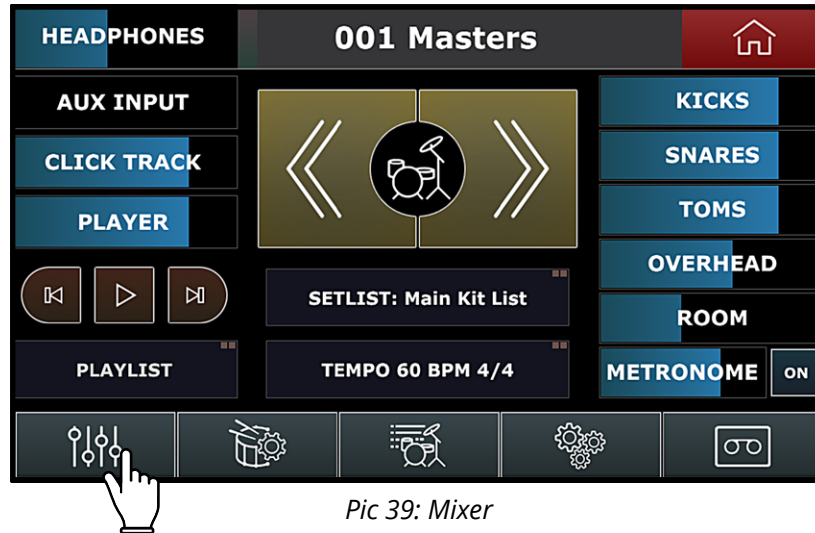 HEADPHONES
001 Masters
AUX INPUT
CLICK TRACK
PLAYER
PLAYLIST
SETLIST: Main Kit List
TEMPO 60 BPM 4/4
KICKS
SNARES
TOMS
OVERHEAD
ROOM
METRONOME ON
Pic 39: Mixer